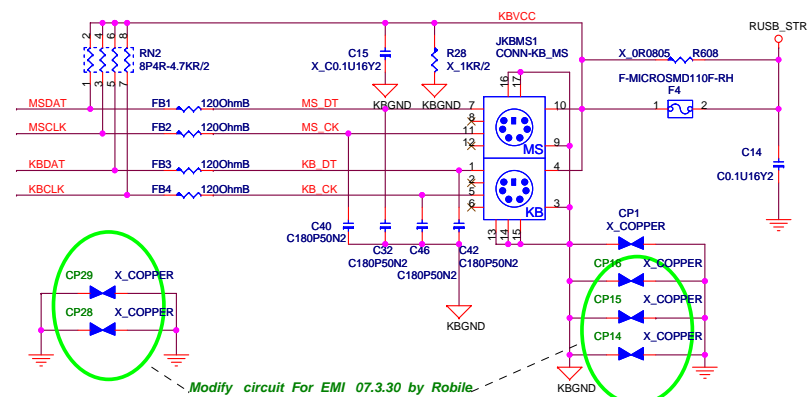 KBVCC
RUSB_STR
2 4 6 8
RN2
8P4R-4.7KR/2
1 3 5 7
C15
X_C0.1U16Y2
R28
X_1KR/2
JKBMS1
CONN-KB_MS
X_0R0805 R608
F-MICROSMD110F-RH
F4
1 2
KBGND KBGND
16 17
MSDAT FB1 120OhmB MS_DT 7 10
8
MSCLK FB2 120OhmB MS_CK 11
12 MS 9
KBDAT FB3 120OhmB KB_DT 1 4
2
KBCLK FB4 120OhmB KB_CK 5
6 KB 3
13 14 15
C14
C0.1U16Y2
C40
C180P50N2
C32
C180P50N2
C46
C180P50N2
C42
C180P50N2
KBGND
CP1
X_COPPER
CP16 X_COPPER
CP15 X_COPPER
CP14 X_COPPER
KBGND
CP29 X_COPPER
CP28 X_COPPER
Modify circuit For EMI 07.3.30 by Robile